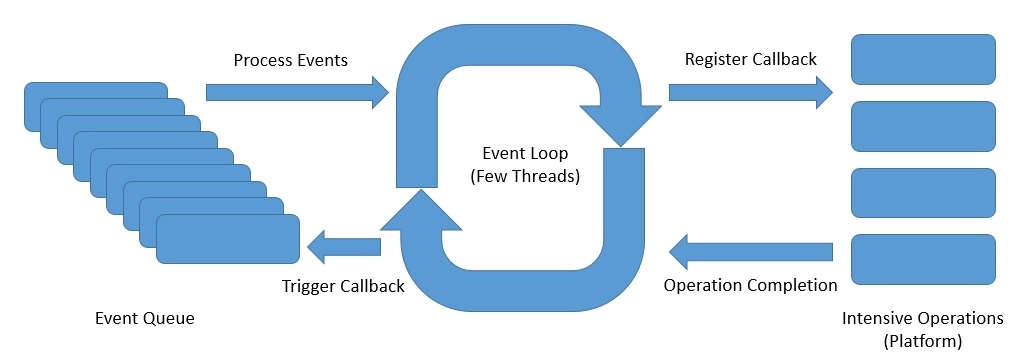 Process Events
Register Callback
Event Loop
(Few Threads)
Trigger Callback
Operation Completion
Event Queue
Intensive Operations
(Platform)